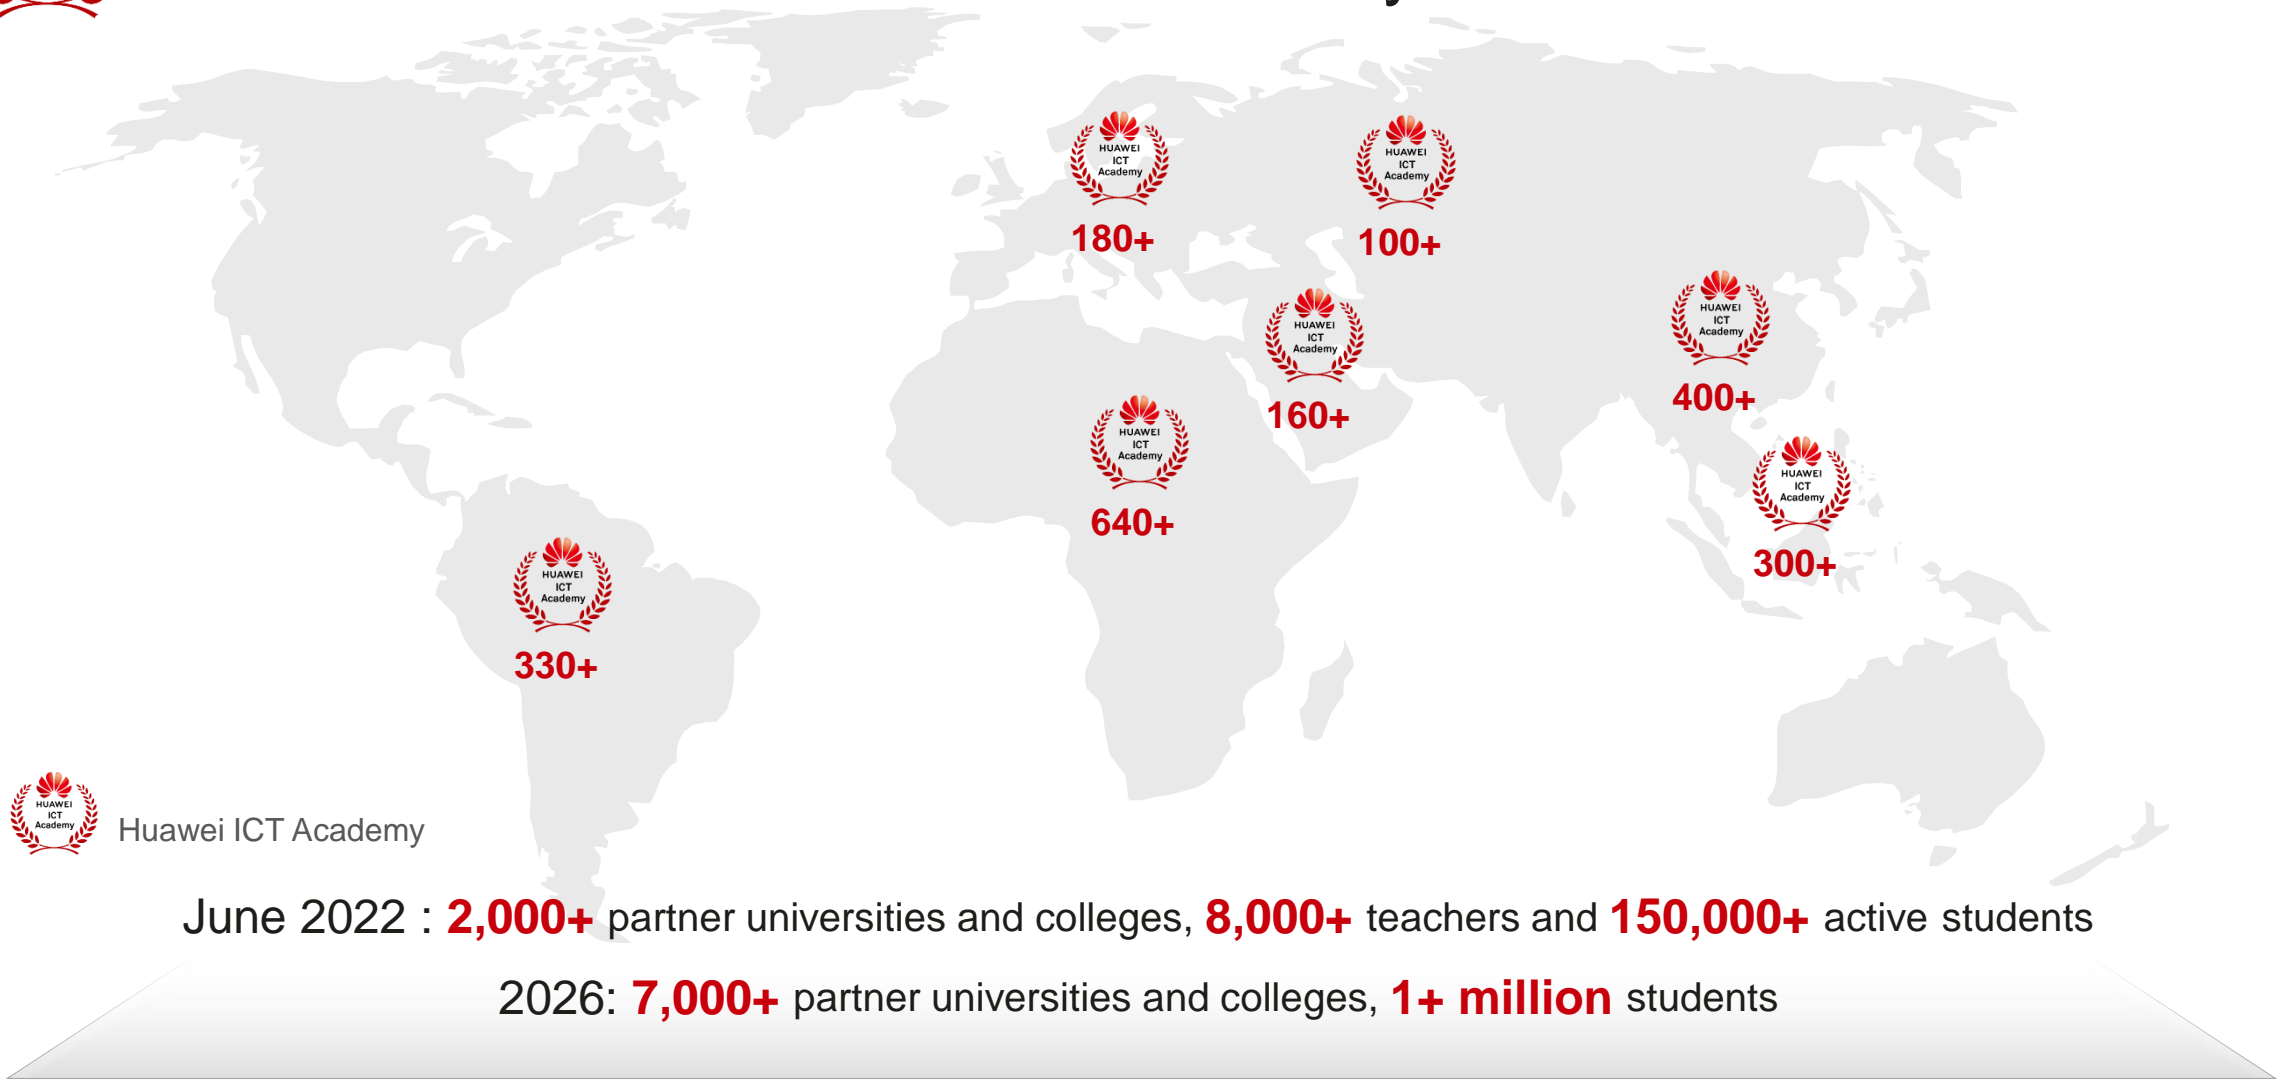 HUAWEI
ICT
Academy
180+
HUAWEI
ICT
Academy
100+
HUAWEI
ICT
Academy
160+
HUAWEI
ICT
Academy
400+
HUAWEI
ICT
Academy
640+
HUAWEI
ICT
Academy
300+
HUAWEI
ICT
Academy
330+
HUAWEI
ICT
Academy
Huawei ICT Academy
June 2022 : 2,000+ partner universities and colleges, 8,000+ teachers and 150,000+ active students
2026: 7,000+ partner universities and colleges, 1+ million students